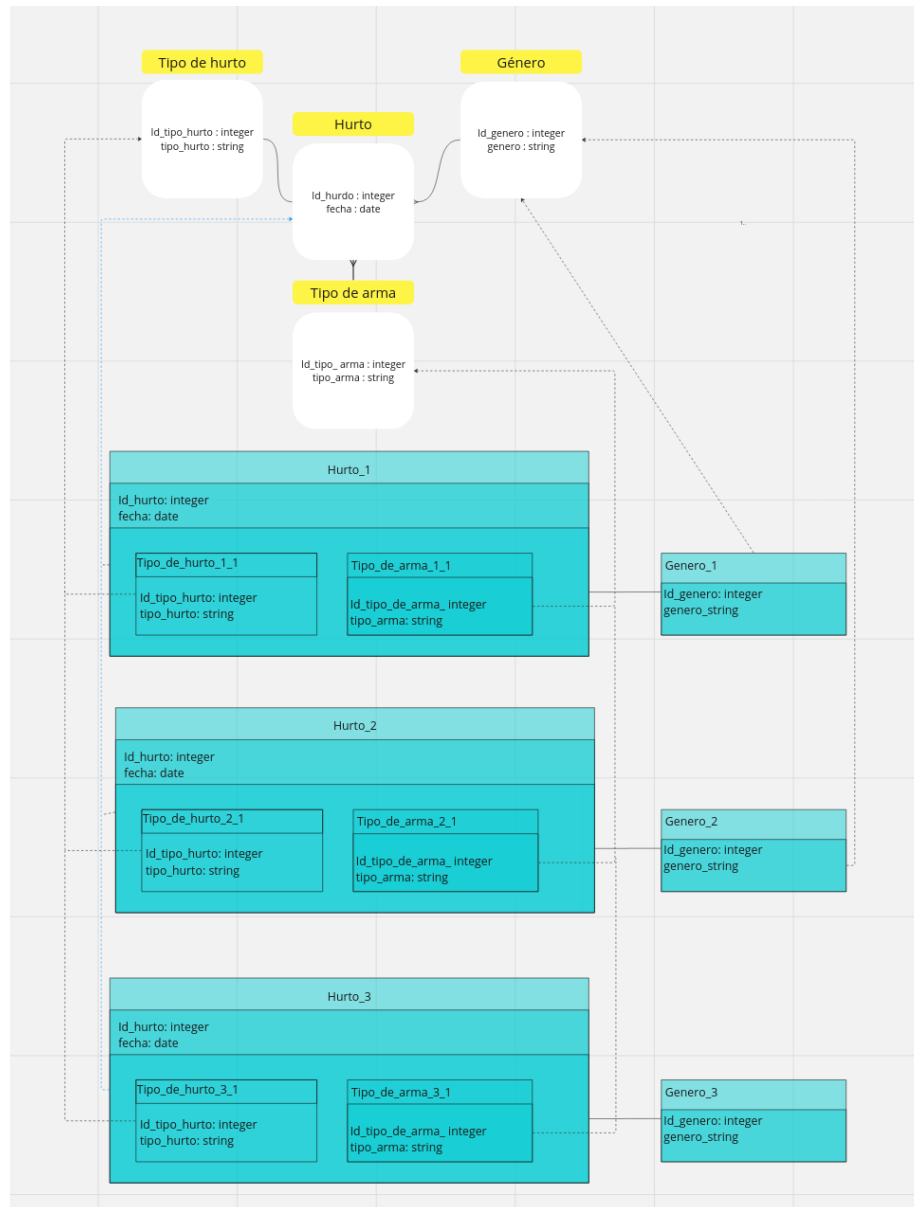 Tipo de hurto
Género
Id_tipo_hurto : integer
tipo_hurto : string
Hurto
Id_genero : integer
genero : string
Id_hurdo : integer
fecha : date
Tipo de arma
Id_tipo_ arma : integer
tipo_arma : string
Hurto_1
Id_hurto: integer
fecha: date
Tipo_de_hurto_1_1
Id_tipo_hurto: integer
tipo_hurto: string
Tipo_de_arma_1_1
Id_tipo_de_arma_ integer
tipo_arma: string
Genero_1
Id_genero: integer
genero_string
Hurto_2
Id_hurto: integer
fecha: date
Tipo_de_hurto_2_1
Id_tipo_hurto: integer
tipo_hurto: string
Tipo_de_arma_2_1
Id_tipo_de_arma_ integer
tipo_arma: string
Genero_2
Id_genero: integer
genero_string
Hurto_3
Id_hurto: integer
fecha: date
Tipo_de_hurto_3_1
Id_tipo_hurto: integer
tipo_hurto: string
Tipo_de_arma_3_1
Id_tipo_de_arma_ integer
tipo_arma: string
Genero_3
Id_genero: integer
genero_string